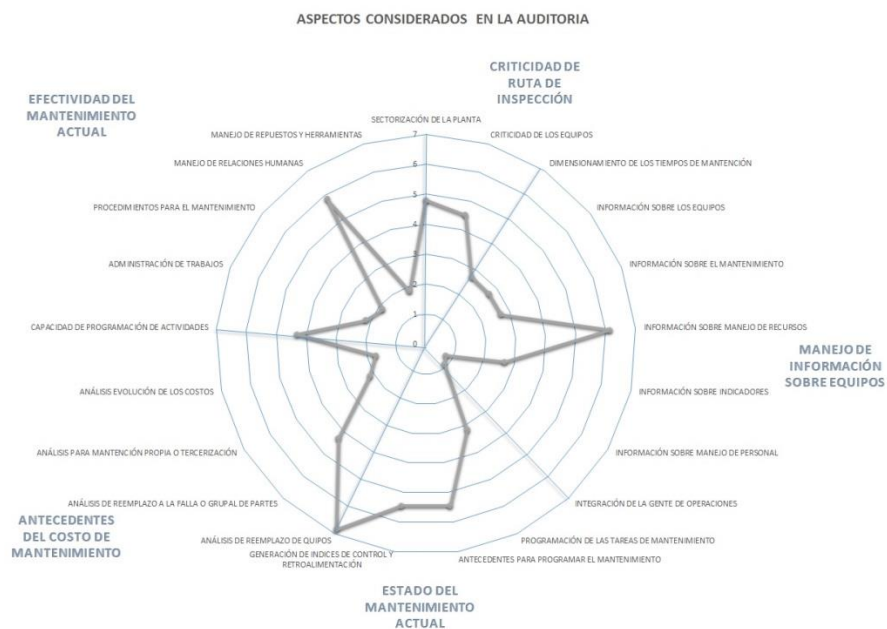 ASPECTOS CONSIDERADOS EN LA AUDITORIA
CRITICIDAD DE
RUTA DE
INSPECCIÓN
EFECTIVIDAD DEL
MANTENIMIENTO
ACTUAL
SECTORIZACIÓN DE LA PLANTA
MANEJO DE REPUESTOS Y HERRAMIENTAS
CRITICIDAD DE LOS EQUIPOS
MANEJO DE RELACIONES HUMANAS
DIMENSIONAMIENTO DE LOS TIEMPOS DE MANTENCIÓN
PROCEDIMIENTOS PARA EL MANTENIMIENTO
INFORMACIÓN SOBRE LOS EQUIPOS
ADMINISTRACIÓN DE TRABAJOS
INFORMACIÓN SOBRE EL MANTENIMIENTO
CAPACIDAD DE PROGRAMACIÓN DE ACTIVIDADES
INFORMACIÓN SOBRE MANEJO DE RECURSOS
7
6
5
4
3
2
1
0
MANEJO DE
INFORMACIÓN
SOBRE EQUIPOS
ANÁLISIS EVOLUCIÓN DE LOS COSTOS
INFORMACIÓN SOBRE INDICADORES
ANÁLISIS PARA MANTENCIÓN PROPIA O TERCERIZACIÓN
INFORMACIÓN SOBRE MANEJO DE PERSONAL
ANÁLISIS DE REEMPLAZO A LA FALLA O GRUPAL DE PARTES
INTEGRACIÓN DE LA GENTE DE OPERACIONES
ANTECEDENTES
DEL COSTO DE
MANTENIMIENTO
ANÁLISIS DE REEMPLAZO DE QUIPOS
PROGRAMACIÓN DE LAS TAREAS DE MANTENIMIENTO
GENERACIÓN DE INDICES DE CONTROL Y
RETROALIMENTACIÓN
ANTECEDENTES PARA PROGRAMAR EL MANTENIMIENTO
ESTADO DEL
MANTENIMIENTO
ACTUAL